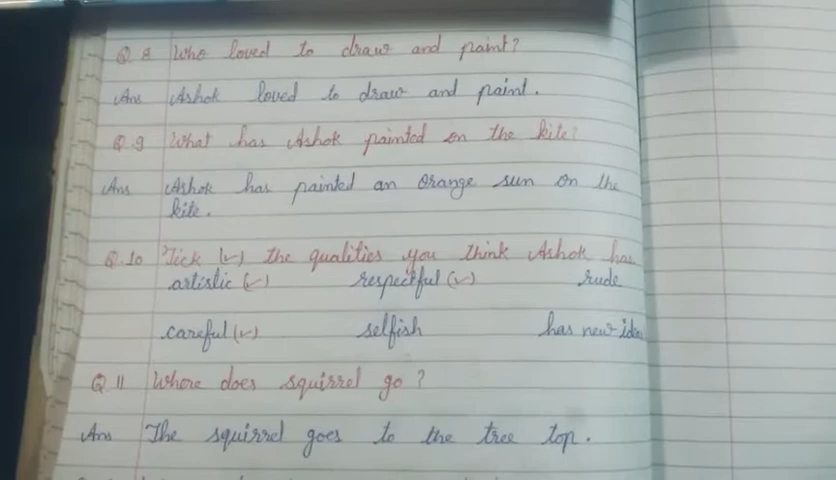 Q. 8 Who loved to draw and paint?
Ans Ashok loved to draw and paint.
Q. 9 What has Ashok painted on the kite?
Ans Ashok has painted an Orange sun on the
kite.
Q. 10 Tick (✓) the qualities you think Ashok has
artistic (✓) respectful (✓) rude
careful (✓) selfish has new
Q. 11 Where does squirrel go?
Ans The squirrel goes to the tree top.